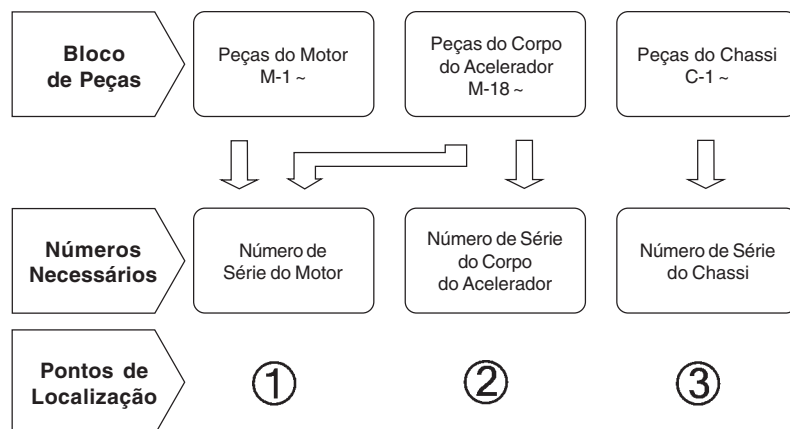 Bloco
de Peças
Peças do Motor
M-1 ~
Peças do Corpo
do Acelerador
M-18 ~
Peças do Chassi
C-1 ~
Números
Necessários
Número de
Série do Motor
Número de Série
do Corpo
do Acelerador
Número de Série
do Chassi
Pontos de
Localização
①
②
③